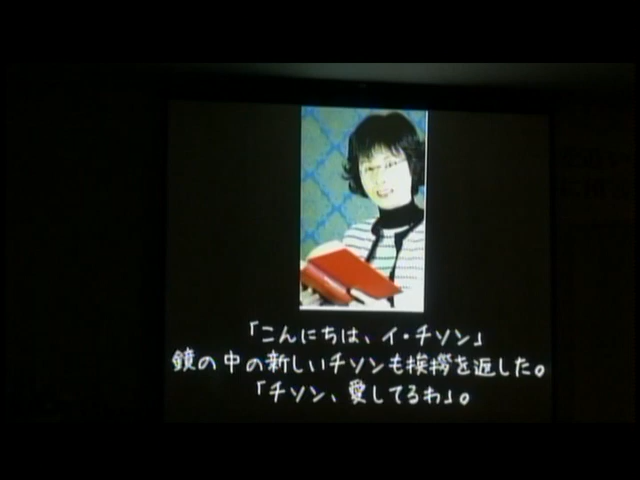 「こんにちは、イ・チソン」
鏡の中の新しいチソンも挨拶を返した。
「チソン、愛してるわ」。